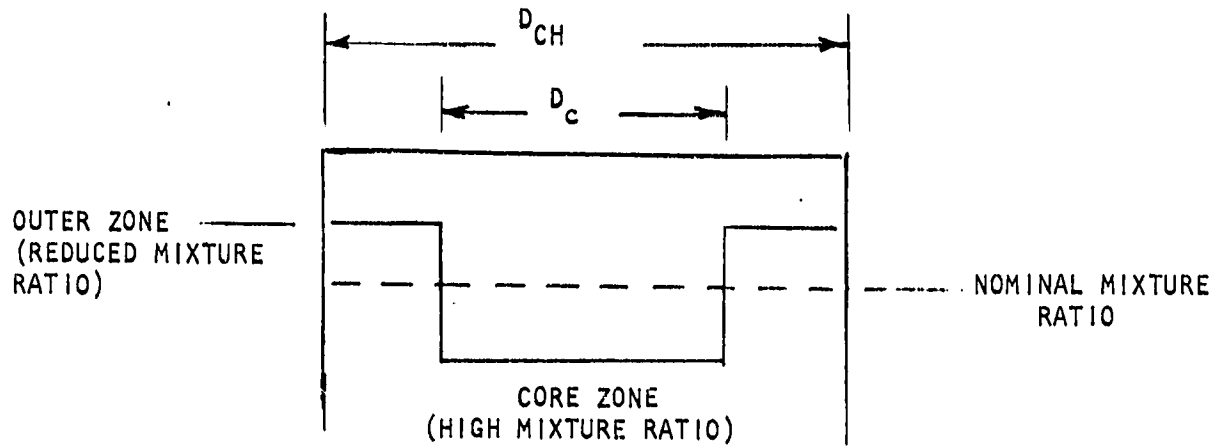 D_CH
D_C
OUTER ZONE
(REDUCED MIXTURE
RATIO)
NOMINAL MIXTURE
RATIO
CORE ZONE
(HIGH MIXTURE RATIO)